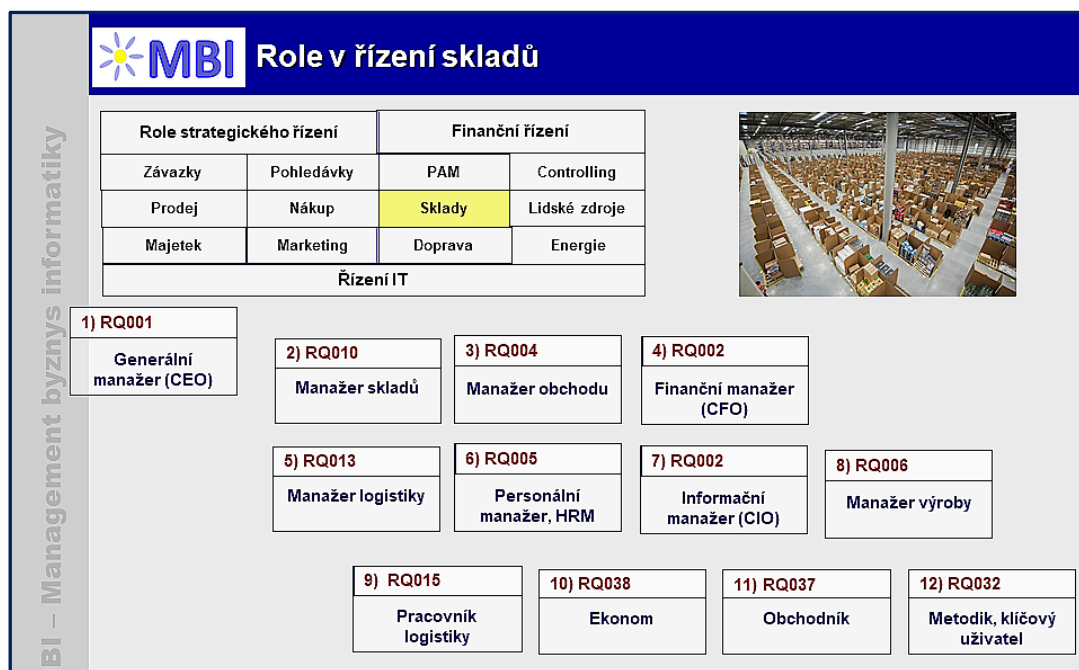 MBI
Role v řízení skladů
BI – Management byznys informatiky
Role strategického řízení
Finanční řízení
Závazky
Pohledávky
PAM
Controlling
Prodej
Nákup
Sklady
Lidské zdroje
Majetek
Marketing
Doprava
Energie
Řízení IT
1) RQ001
Generální
manažer (CEO)
2) RQ010
Manažer skladů
3) RQ004
Manažer obchodu
4) RQ002
Finanční manažer
(CFO)
5) RQ013
Manažer logistiky
6) RQ005
Personální
manažer, HRM
7) RQ002
Informační
manažer (CIO)
8) RQ006
Manažer výroby
9) RQ015
Pracovník
logistiky
10) RQ038
Ekonom
11) RQ037
Obchodník
12) RQ032
Metodik, klíčový
uživatel